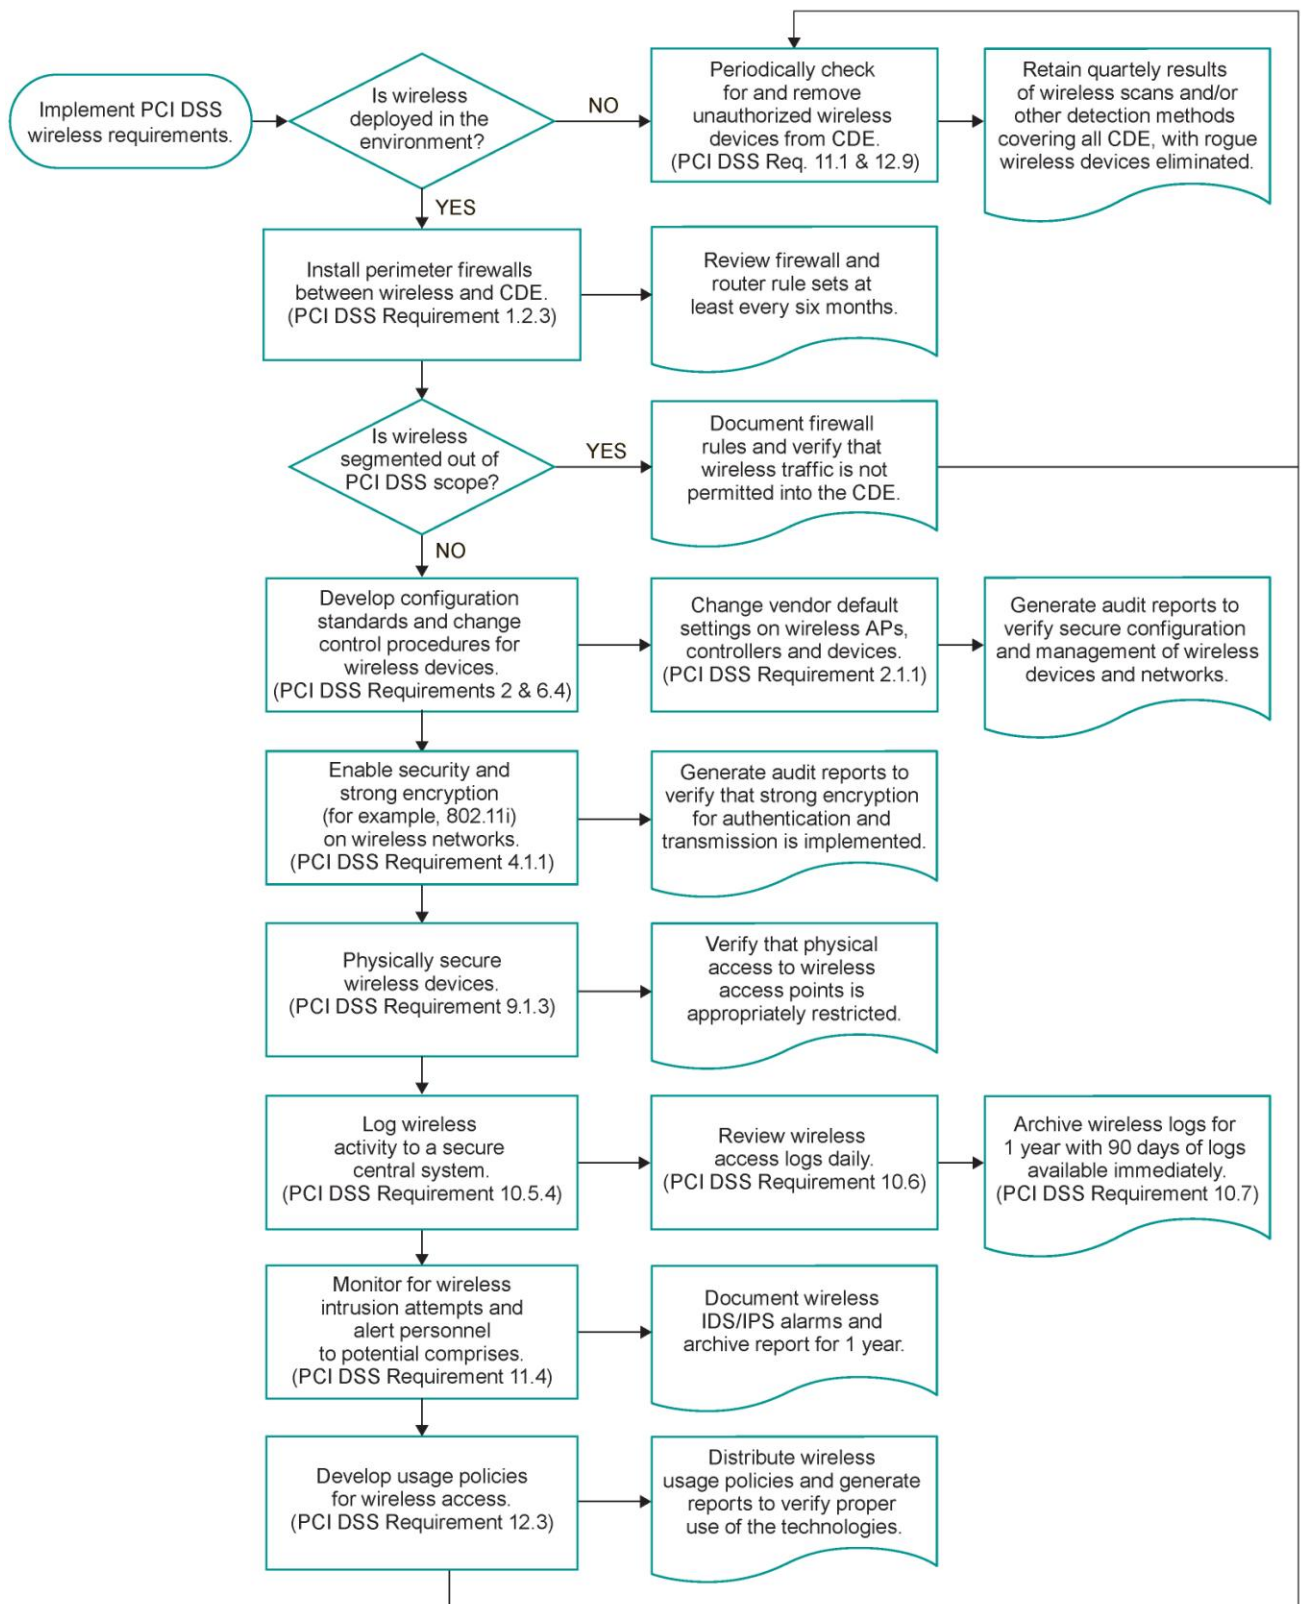 Implement PCI DSS
wireless requirements.
Is wireless
deployed in the
environment?
NO
Periodically check
for and remove
unauthorized wireless
devices from CDE.
(PCI DSS Req. 11.1 & 12.9)
Retain quartely results
of wireless scans and/or
other detection methods
covering all CDE, with rogue
wireless devices eliminated.
YES
Install perimeter firewalls
between wireless and CDE.
(PCI DSS Requirement 1.2.3)
Review firewall and
router rule sets at
least every six months.
Is wireless
segmented out of
PCI DSS scope?
YES
Document firewall
rules and verify that
wireless traffic is not
permitted into the CDE.
NO
Develop configuration
standards and change
control procedures for
wireless devices.
(PCI DSS Requirements 2 & 6.4)
Change vendor default
settings on wireless APs,
controllers and devices.
(PCI DSS Requirement 2.1.1)
Generate audit reports to
verify secure configuration
and management of wireless
devices and networks.
Enable security and
strong encryption
(for example, 802.11i)
on wireless networks.
(PCI DSS Requirement 4.1.1)
Generate audit reports to
verify that strong encryption
for authentication and
transmission is implemented.
Physically secure
wireless devices.
(PCI DSS Requirement 9.1.3)
Verify that physical
access to wireless
access points is
appropriately restricted.
Log wireless
activity to a secure
central system.
(PCI DSS Requirement 10.5.4)
Review wireless
access logs daily.
(PCI DSS Requirement 10.6)
Archive wireless logs for
1 year with 90 days of logs
available immediately.
(PCI DSS Requirement 10.7)
Monitor for wireless
intrusion attempts and
alert personnel
to potential comprises.
(PCI DSS Requirement 11.4)
Document wireless
IDS/IPS alarms and
archive report for 1 year.
Develop usage policies
for wireless access.
(PCI DSS Requirement 12.3)
Distribute wireless
usage policies and generate
reports to verify proper
use of the technologies.